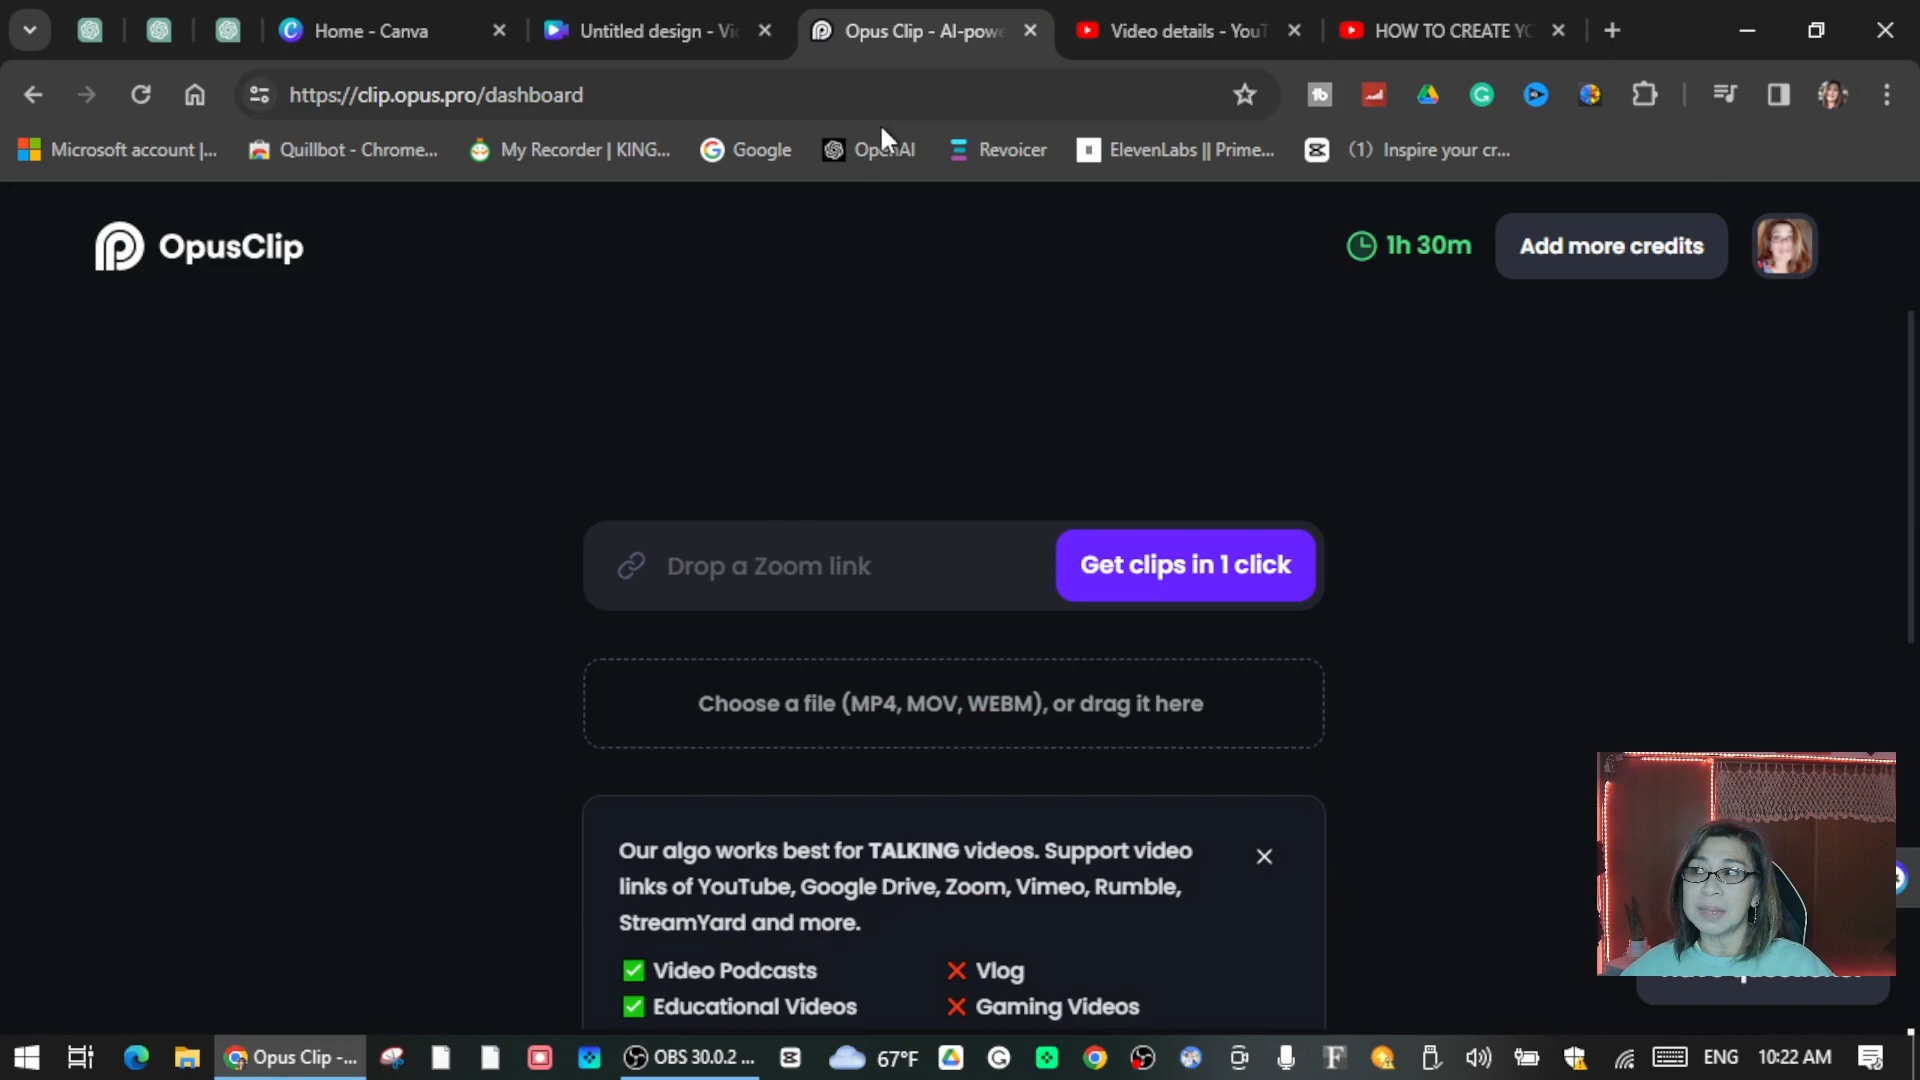 Home - Canva
Untitled design - Vi
Opus Clip - AI-powe
Video details - YouT
HOW TO CREATE YO
https://clip.opus.pro/dashboard
Microsoft account |...
Quillbot - Chrome...
My Recorder | KING...
Google
OpenAI
Revoicer
ElevenLabs || Prime...
(1) Inspire your cr...
OpusClip
1h 30m
Add more credits
Drop a Zoom link
Get clips in 1 click
Choose a file (MP4, MOV, WEBM), or drag it here
Our algo works best for TALKING videos. Support video
links of YouTube, Google Drive, Zoom, Vimeo, Rumble,
StreamYard and more.
Video Podcasts
Vlog
Educational Videos
Gaming Videos
Opus Clip -...
OBS 30.0.2 ...
67°F
ENG
10:22 AM